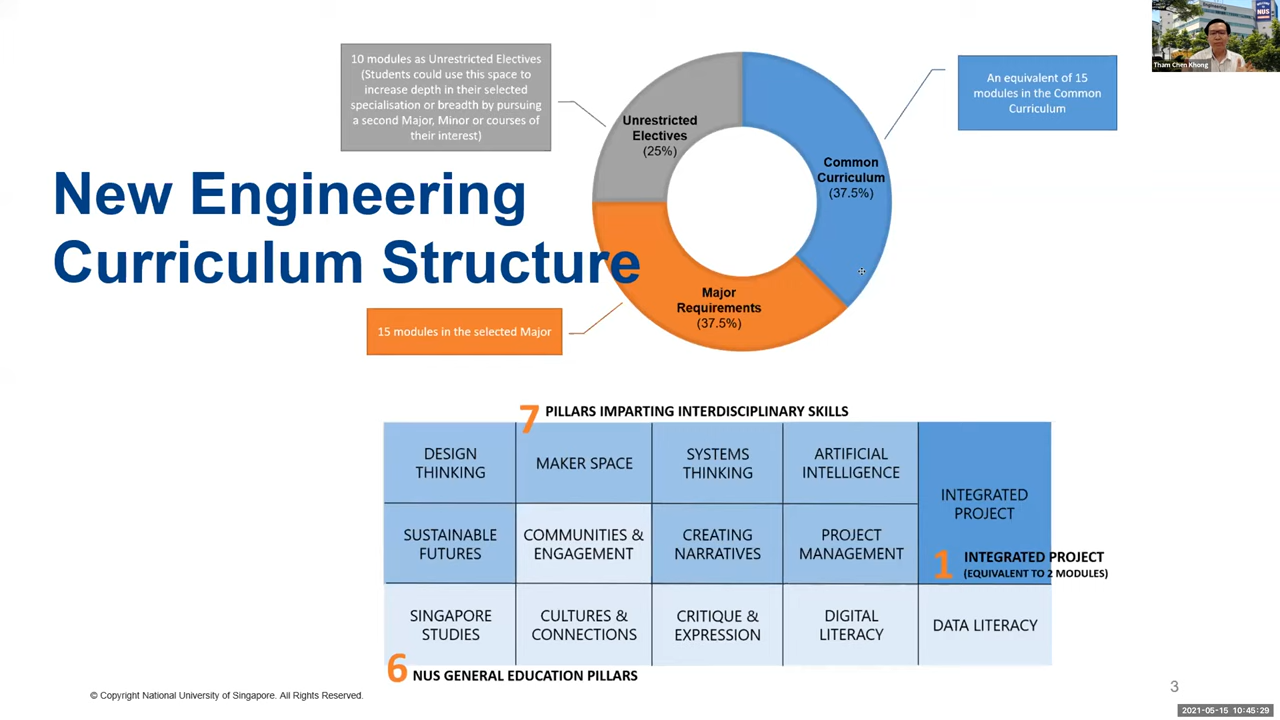 10 modules as Unrestricted Electives
(Students could use this space to
increase depth in their selected
specialisation or breadth by pursuing
a second Major, Minor or courses of
their interest)
Unrestricted
Electives
(25%)
Common
Curriculum
(37.5%)
An equivalent of 15
modules in the Common
Curriculum
Tham Chen Khong
NUS
New Engineering
Curriculum Structure
Major
Requirements
(37.5%)
15 modules in the selected Major
7 PILLARS IMPARTING INTERDISCIPLINARY SKILLS
DESIGN
THINKING
MAKER SPACE
SYSTEMS
THINKING
ARTIFICIAL
INTELLIGENCE
INTEGRATED
PROJECT
SUSTAINABLE
FUTURES
COMMUNITIES &
ENGAGEMENT
CREATING
NARRATIVES
PROJECT
MANAGEMENT
1 INTEGRATED PROJECT
(EQUIVALENT TO 2 MODULES)
SINGAPORE
STUDIES
CULTURES &
CONNECTIONS
CRITIQUE &
EXPRESSION
DIGITAL
LITERACY
DATA LITERACY
6 NUS GENERAL EDUCATION PILLARS
© Copyright National University of Singapore. All Rights Reserved.
3
2021-05-15 10:45:29